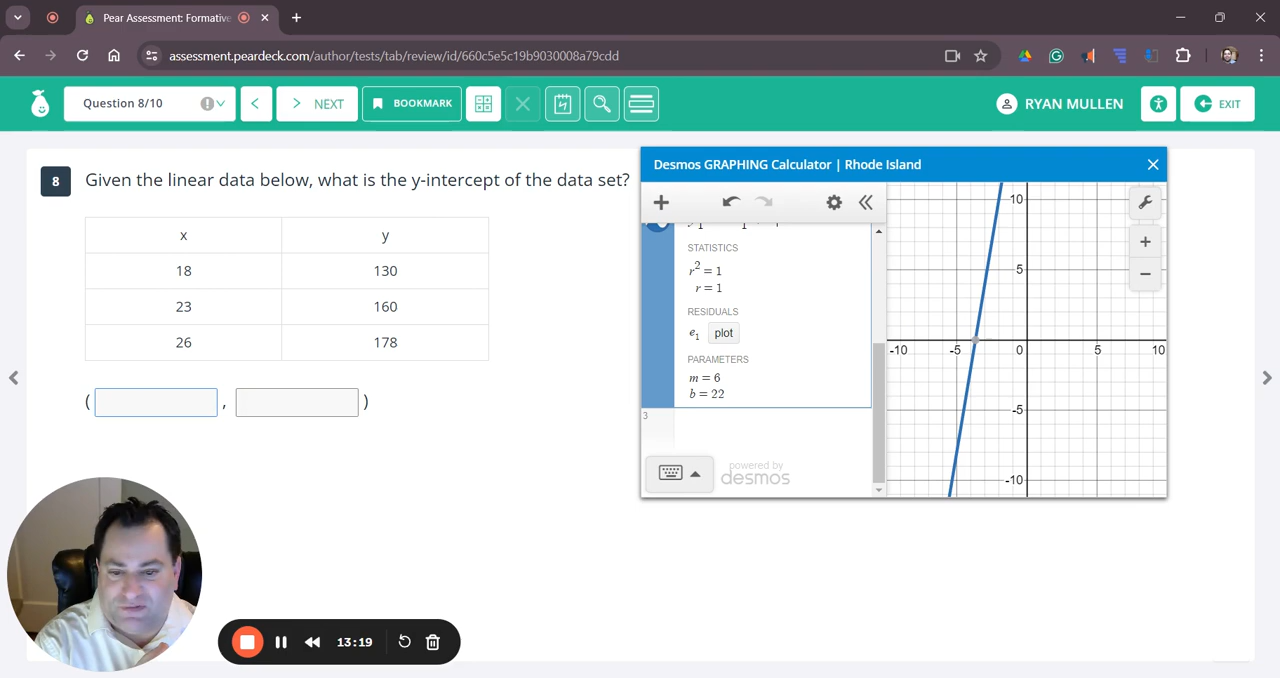 Pear Assessment: Formative
assessment.peardeck.com/author/tests/tab/review/id/660c5e5c19b9030008a79cdd
Question 8/10
NEXT
BOOKMARK
RYAN MULLEN
EXIT
8
Given the linear data below, what is the y-intercept of the data set?
x y
18 130
23 160
26 178
( , )
Desmos GRAPHING Calculator | Rhode Island
STATISTICS
r² = 1
r = 1
RESIDUALS
e₁ plot
PARAMETERS
m = 6
b = 22
3
powered by
desmos
10
5
-10 -5 0 5 10
-5
-10
13:19